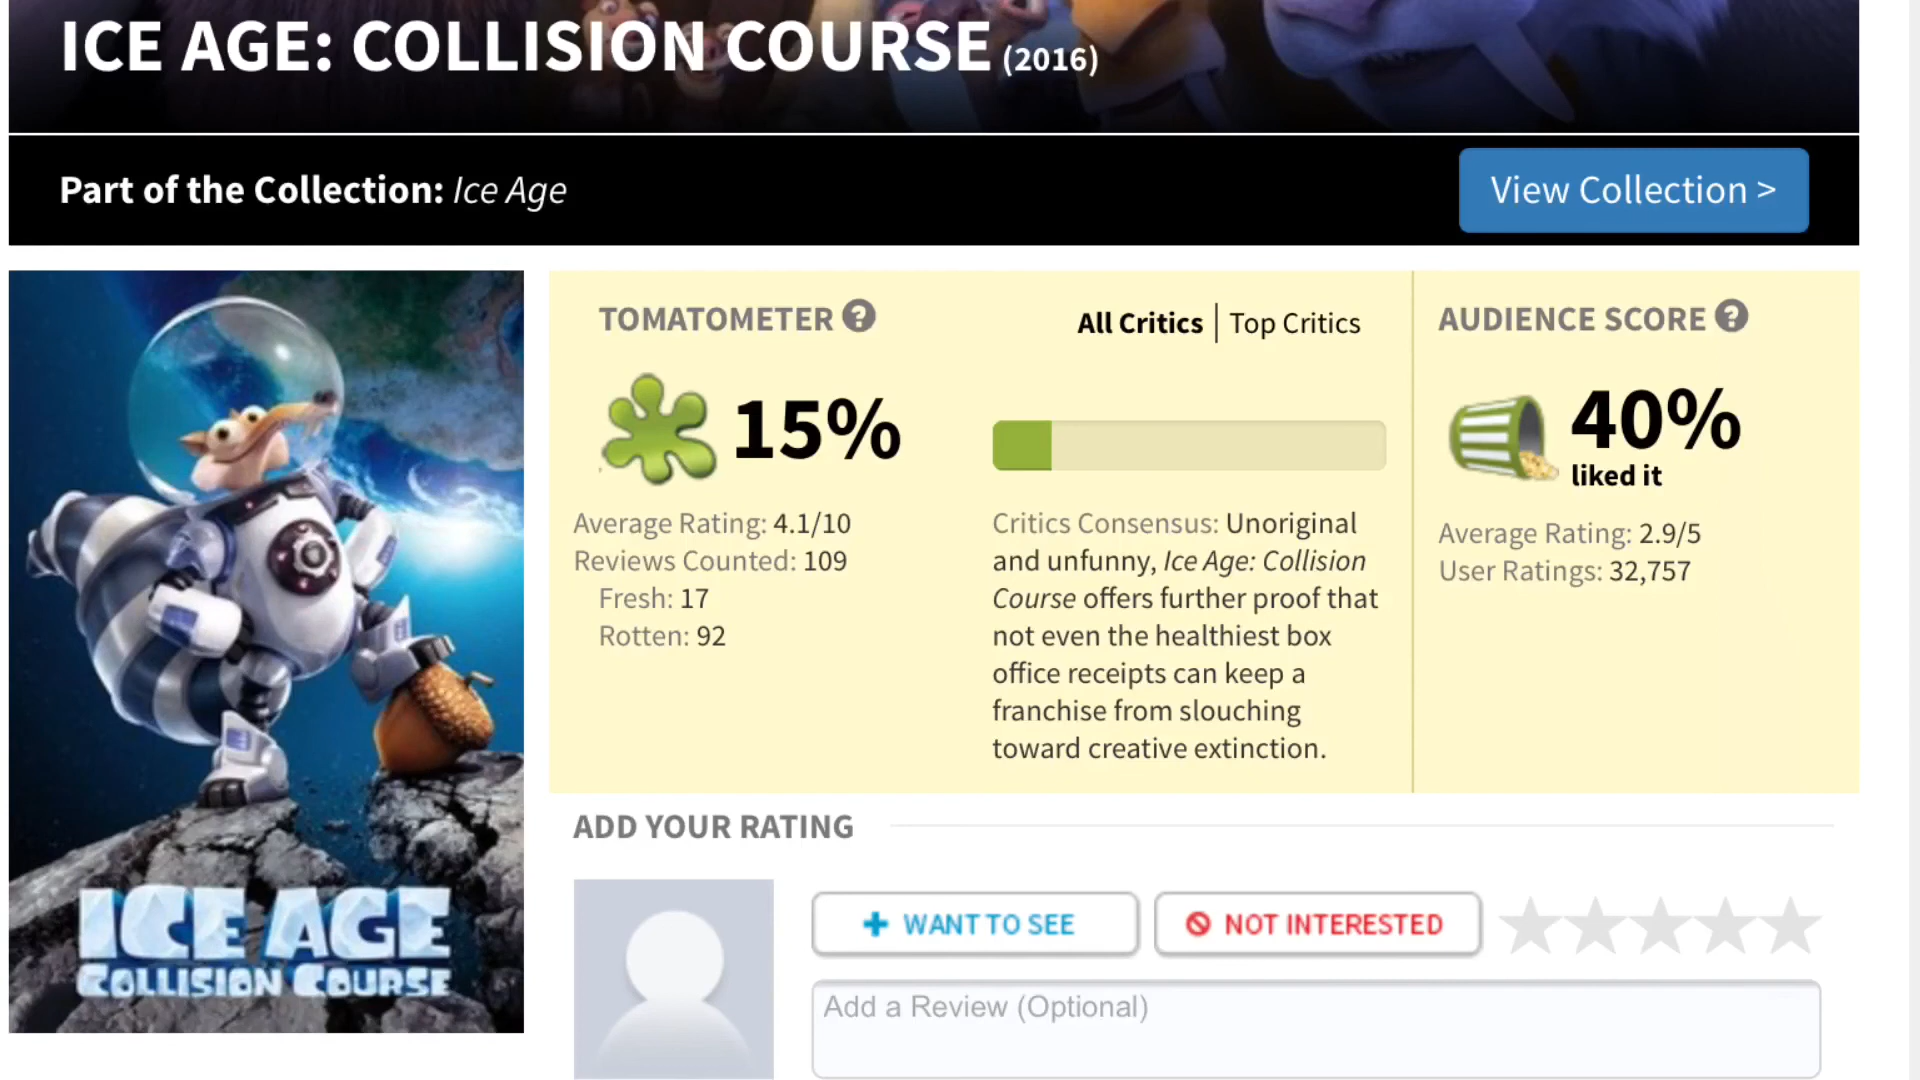 ICE AGE: COLLISION COURSE (2016)
Part of the Collection: Ice Age
View Collection >
TOMATOMETER ?
All Critics | Top Critics
15%
Average Rating: 4.1/10
Reviews Counted: 109
Fresh: 17
Rotten: 92
Critics Consensus: Unoriginal
and unfunny, Ice Age: Collision
Course offers further proof that
not even the healthiest box
office receipts can keep a
franchise from slouching
toward creative extinction.
AUDIENCE SCORE ?
40%
liked it
Average Rating: 2.9/5
User Ratings: 32,757
ICE AGE
COLLISION COURSE
ADD YOUR RATING
+ WANT TO SEE
NOT INTERESTED
Add a Review (Optional)